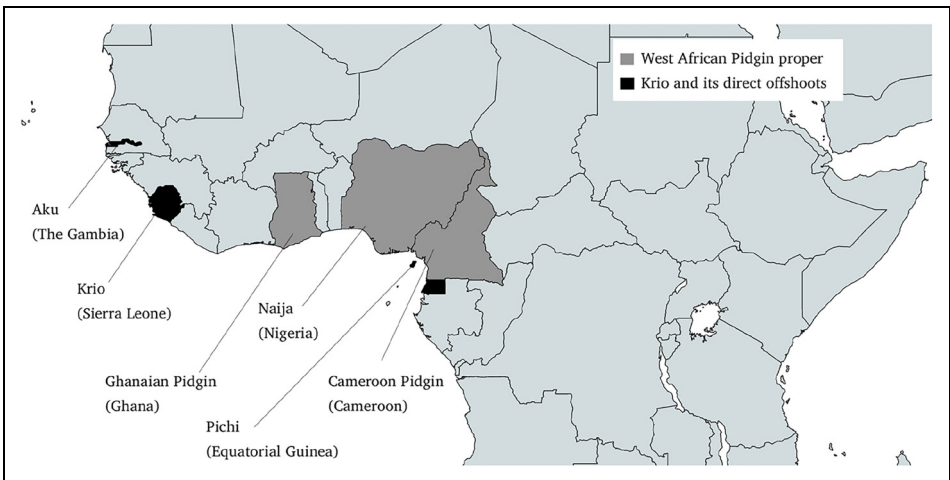 West African Pidgin proper
Krio and its direct offshoots
Aku
(The Gambia)
Krio
(Sierra Leone)
Naija
(Nigeria)
Ghanaian Pidgin
(Ghana)
Cameroon Pidgin
(Cameroon)
Pichi
(Equatorial Guinea)